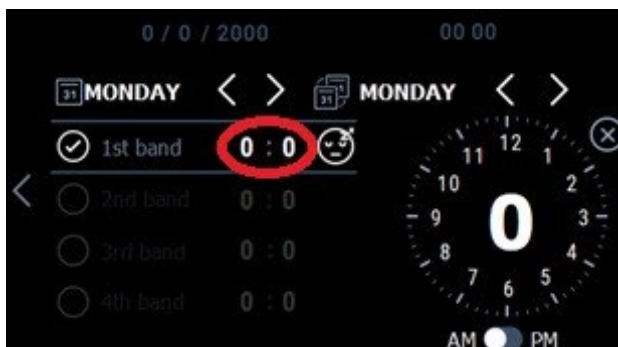 0 / 0 / 2000 00 00
31 MONDAY 31 MONDAY
1st band 0 : 0
2nd band 0 : 0
3rd band 0 : 0
4th band 0 : 0
12
11 1
10 2
9 0 3
8 4
7 5
6
AM PM